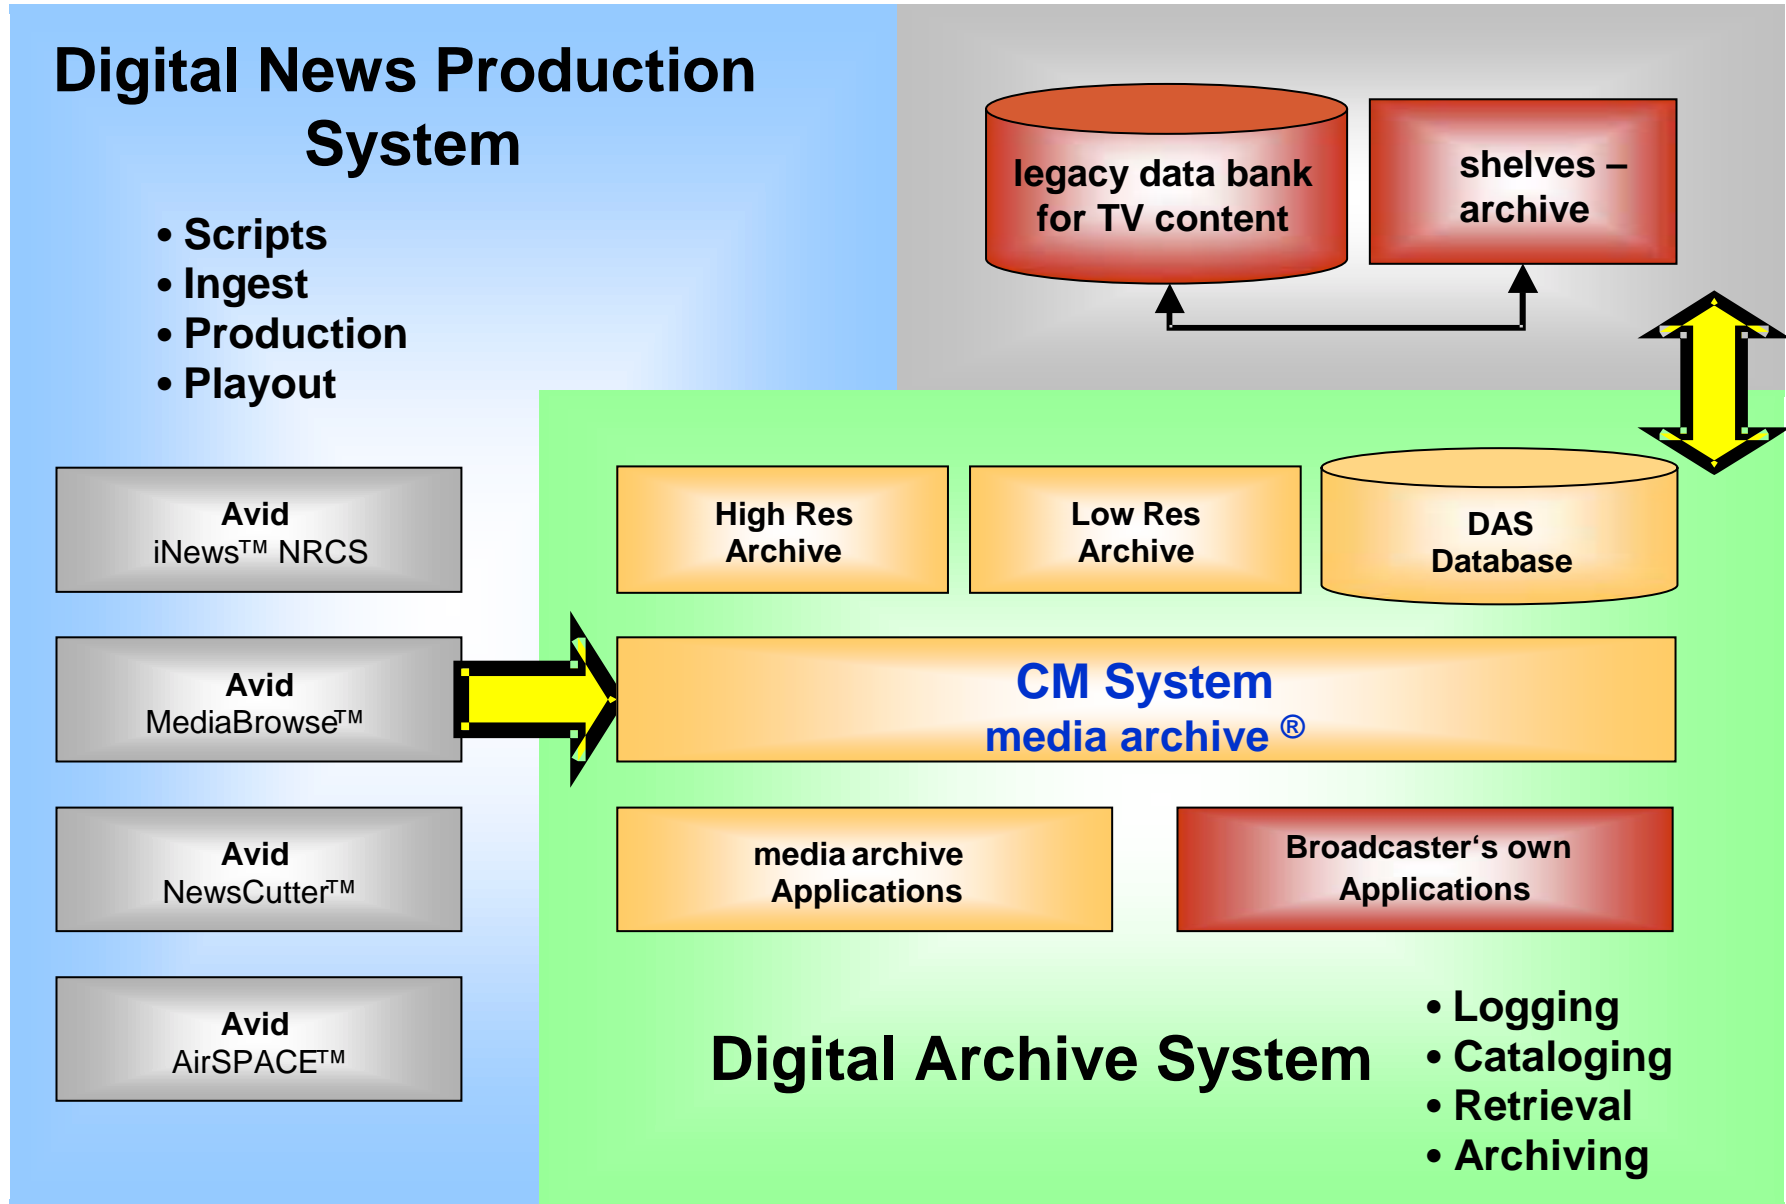 Digital News Production
System
• Scripts
• Ingest
• Production
• Playout
legacy data bank
for TV content
shelves –
archive
Avid
iNews™ NRCS
Avid
MediaBrowse™
Avid
NewsCutter™
Avid
AirSPACE™
High Res
Archive
Low Res
Archive
DAS
Database
CM System
media archive ®
media archive
Applications
Broadcaster‘s own
Applications
Digital Archive System
• Logging
• Cataloging
• Retrieval
• Archiving